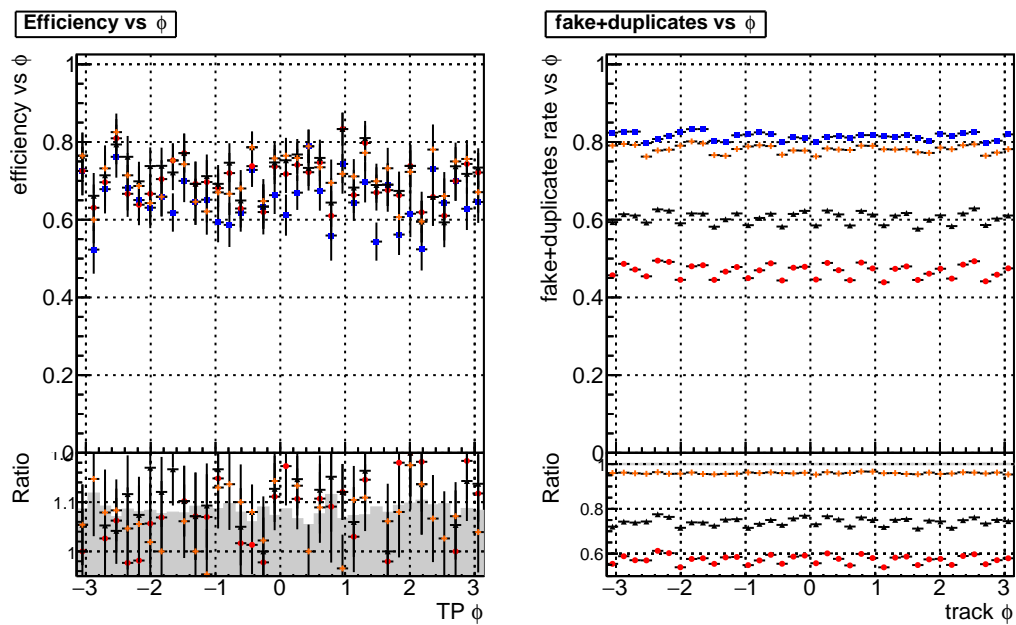 Efficiency vs ϕ
efficiency vs ϕ
1
0.8
0.6
0.4
0.2
0
Ratio
1.1
1
−3 −2 −1 0 1 2 3
TP ϕ
fake+duplicates vs ϕ
fake+duplicates rate vs ϕ
1
0.8
0.6
0.4
0.2
0
Ratio
1
0.8
0.6
−3 −2 −1 0 1 2 3
track ϕ